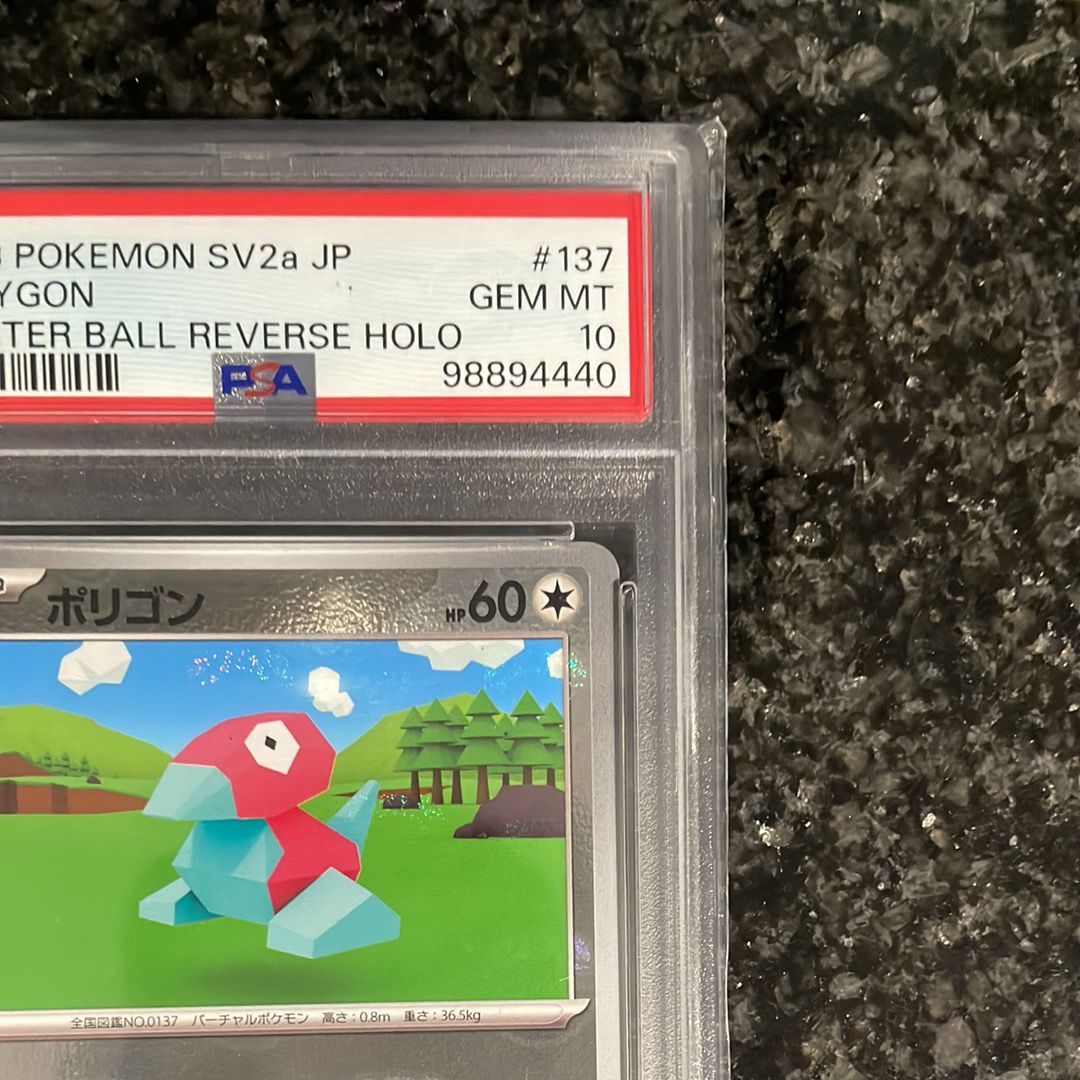 POKEMON SV2a JP #137
YGON GEM MT
TER BALL REVERSE HOLO 10
PSA 98894440
ポリゴン HP 60
全国図鑑NO.0137 バーチャルポケモン 高さ:0.8m 重さ:36.5kg